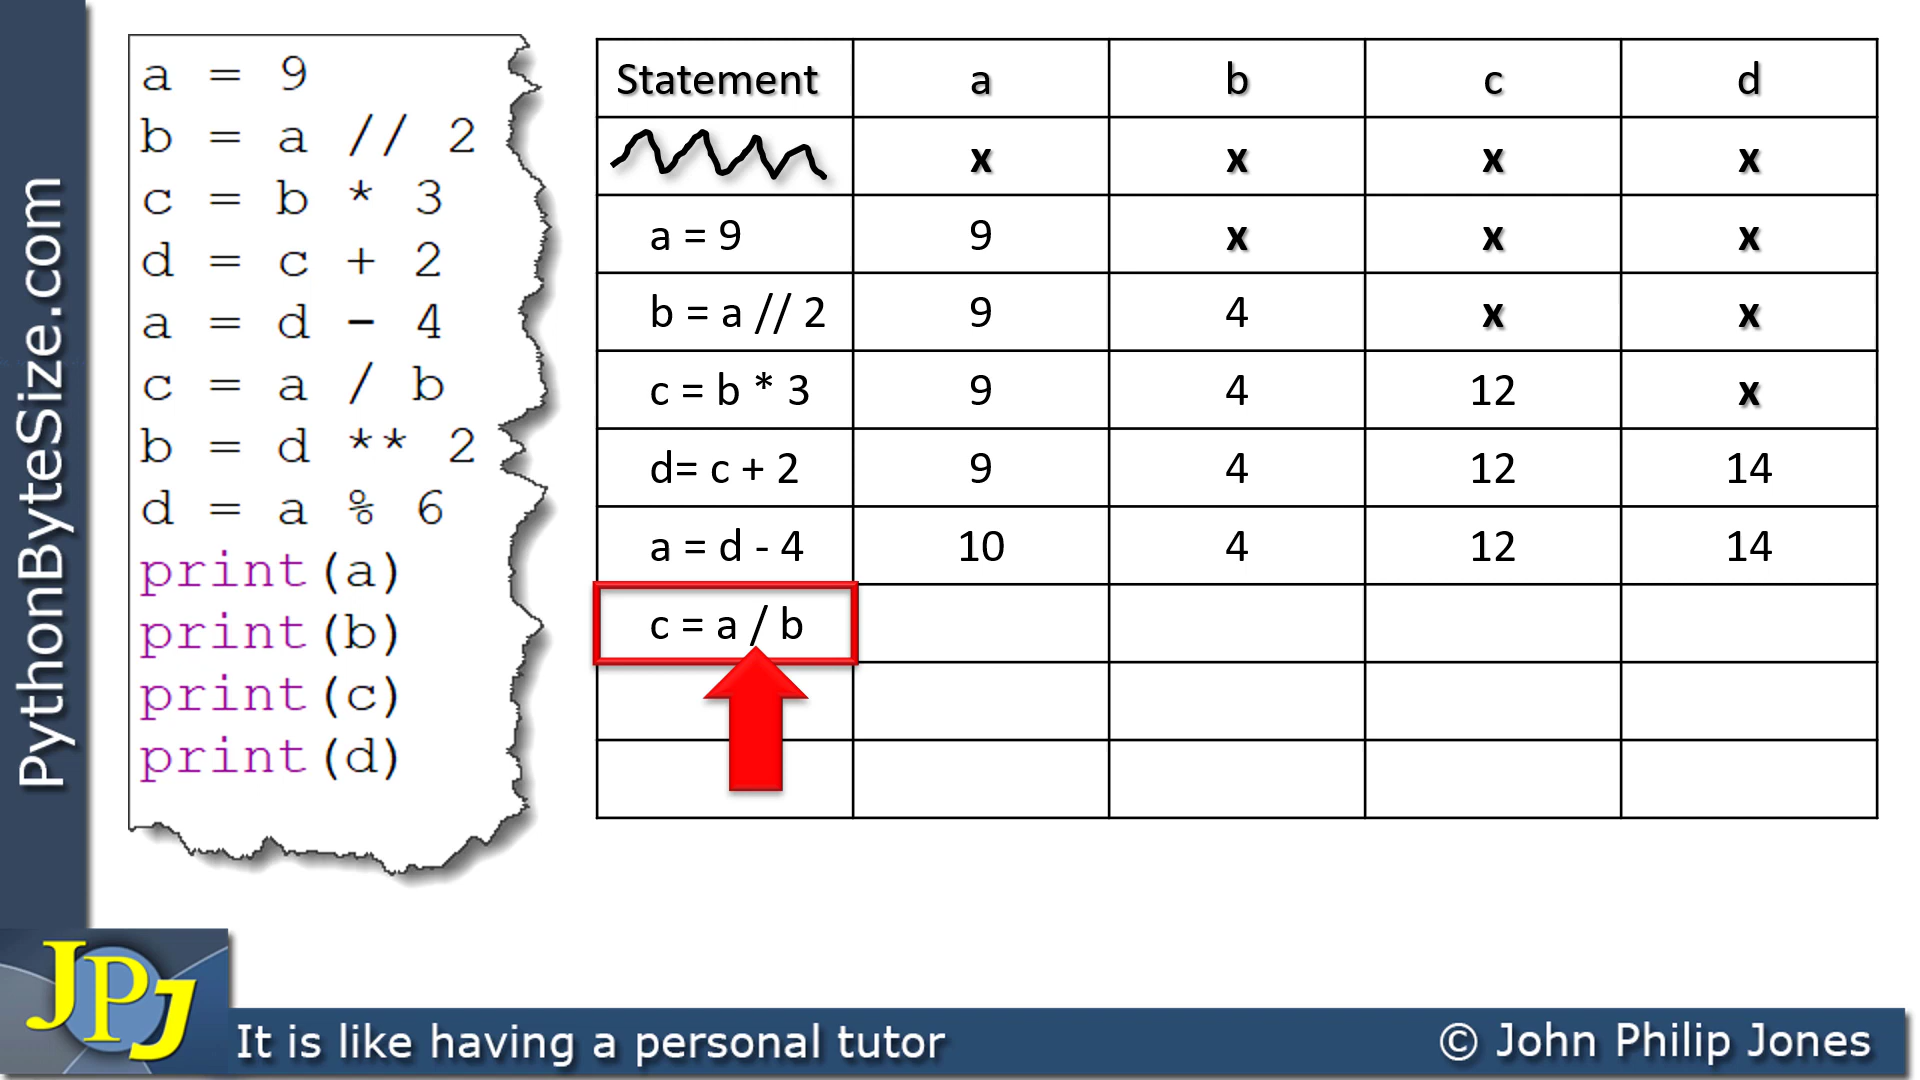 PythonByteSize.com
a = 9
b = a // 2
c = b * 3
d = c + 2
a = d - 4
c = a / b
b = d ** 2
d = a % 6
print(a)
print(b)
print(c)
print(d)
Statement a b c d
x x x x
a = 9 9 x x x
b = a // 2 9 4 x x
c = b * 3 9 4 12 x
d= c + 2 9 4 12 14
a = d - 4 10 4 12 14
c = a / b
JPJ
It is like having a personal tutor
© John Philip Jones